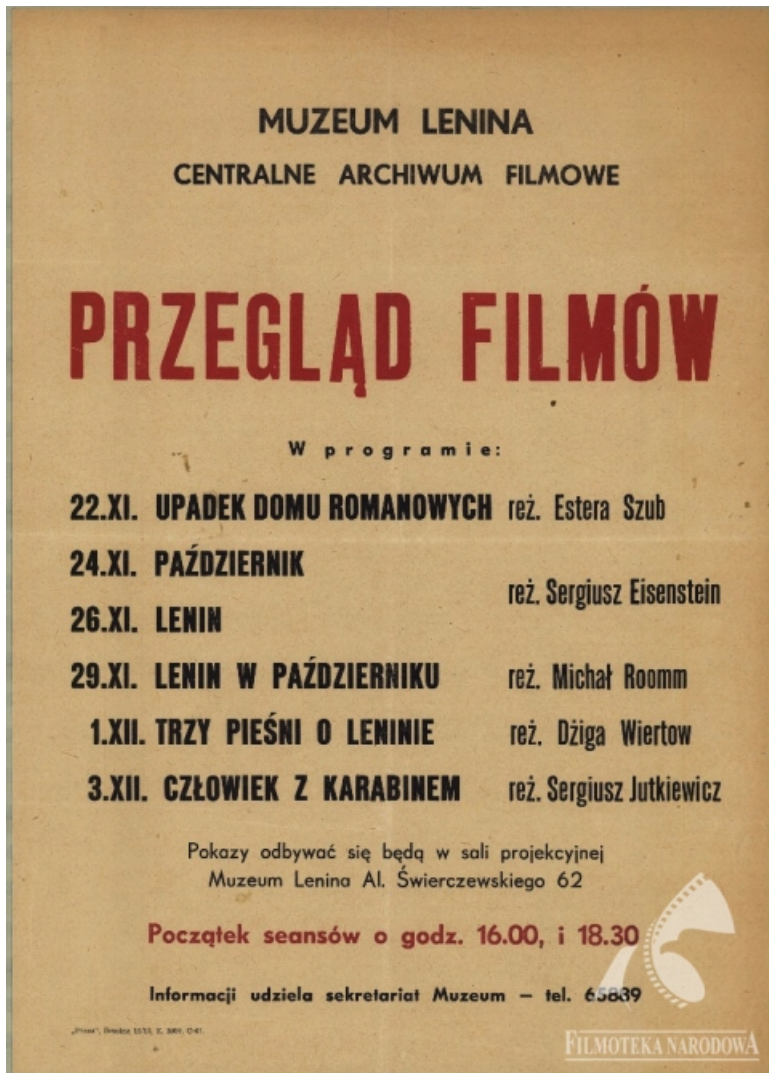 MUZEUM LENINA
CENTRALNE ARCHIWUM FILMOWE
PRZEGLĄD FILMÓW
W programie:
22.XI. UPADEK DOMU ROMANOWYCH reż. Estera Szub
24.XI. PAŹDZIERNIK
reż. Sergiusz Eisenstein
26.XI. LENIN
29.XI. LENIN W PAŹDZIERNIKU reż. Michał Roomm
1.XII. TRZY PIEŚNI O LENINIE reż. Dżiga Wiertow
3.XII. CZŁOWIEK Z KARABINEM reż. Sergiusz Jutkiewicz
Pokazy odbywać się będą w sali projekcyjnej
Muzeum Lenina Al. Świerczewskiego 62
Początek seansów o godz. 16.00, i 18.30
Informacji udziela sekretariat Muzeum — tel. 65889
FILMOTEKA NARODOWA